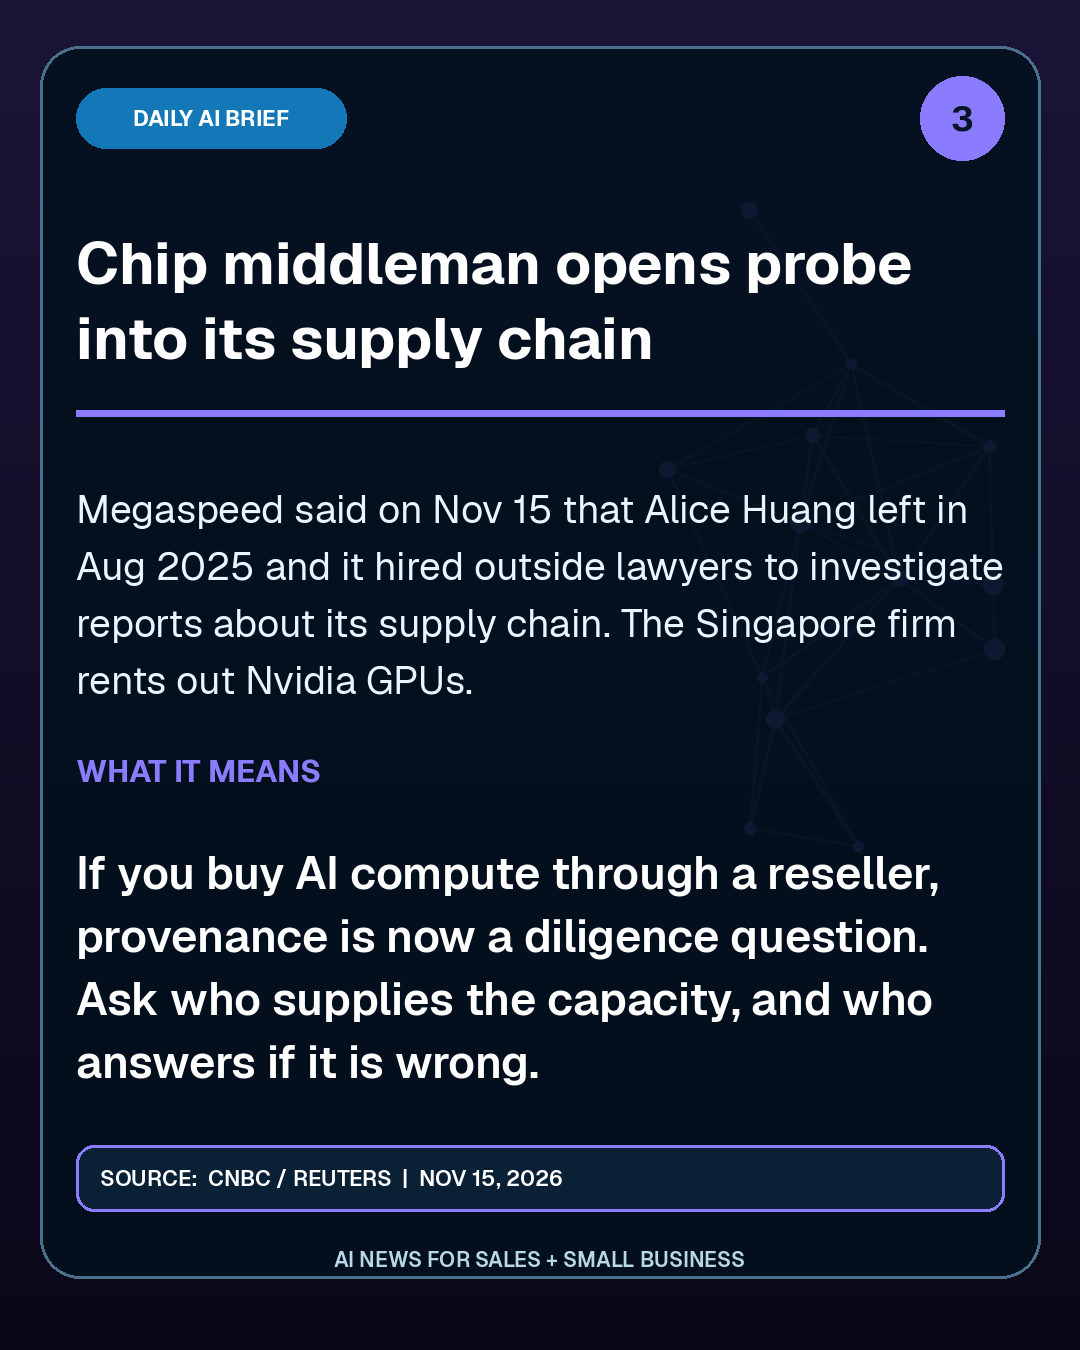 DAILY AI BRIEF
3
Chip middleman opens probe
into its supply chain
Megaspeed said on Nov 15 that Alice Huang left in
Aug 2025 and it hired outside lawyers to investigate
reports about its supply chain. The Singapore firm
rents out Nvidia GPUs.
WHAT IT MEANS
If you buy AI compute through a reseller,
provenance is now a diligence question.
Ask who supplies the capacity, and who
answers if it is wrong.
SOURCE: CNBC / REUTERS | NOV 15, 2026
AI NEWS FOR SALES + SMALL BUSINESS